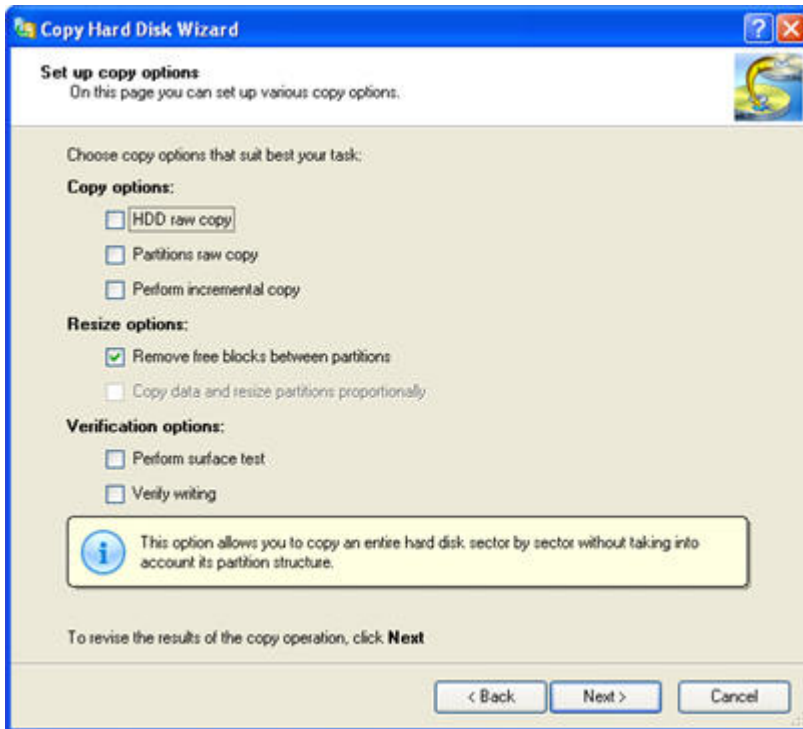 Copy Hard Disk Wizard
Set up copy options
On this page you can set up various copy options.
Choose copy options that suit best your task:
Copy options:
HDD raw copy
Partitions raw copy
Perform incremental copy
Resize options:
Remove free blocks between partitions
Copy data and resize partitions proportionally
Verification options:
Perform surface test
Verify writing
This option allows you to copy an entire hard disk sector by sector without taking into
account its partition structure.
To revise the results of the copy operation, click Next
< Back Next > Cancel